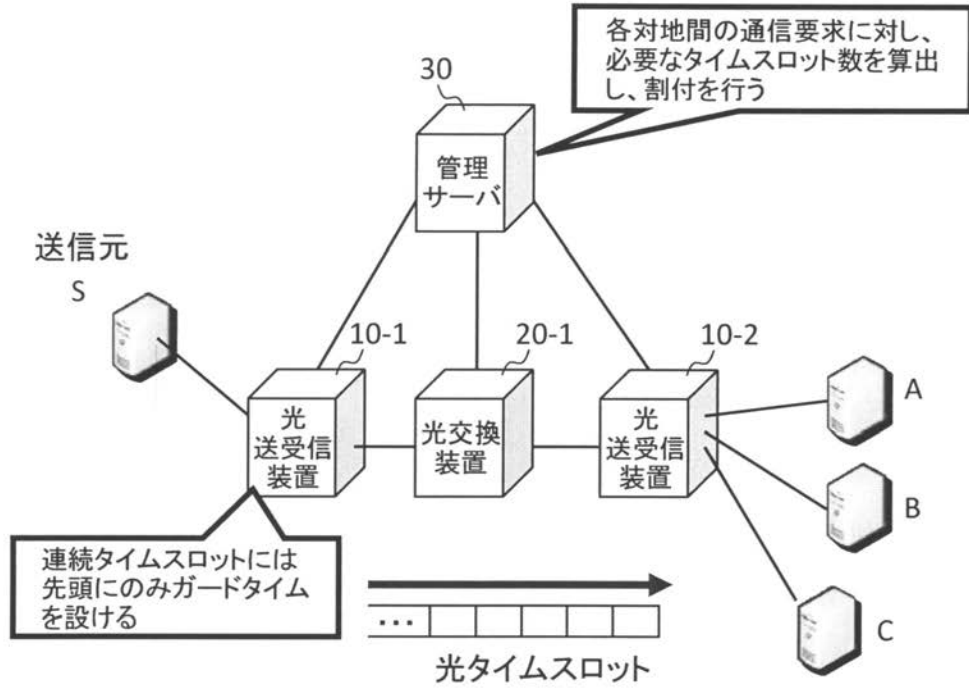 各対地間の通信要求に対し、
必要なタイムスロット数を算出
し、割付を行う
30
管理
サーバ
送信元
S
10-1
20-1
10-2
光
送受信
装置
光交換
装置
光
送受信
装置
A
B
C
連続タイムスロットには
先頭にのみガードタイム
を設ける
…
光タイムスロット